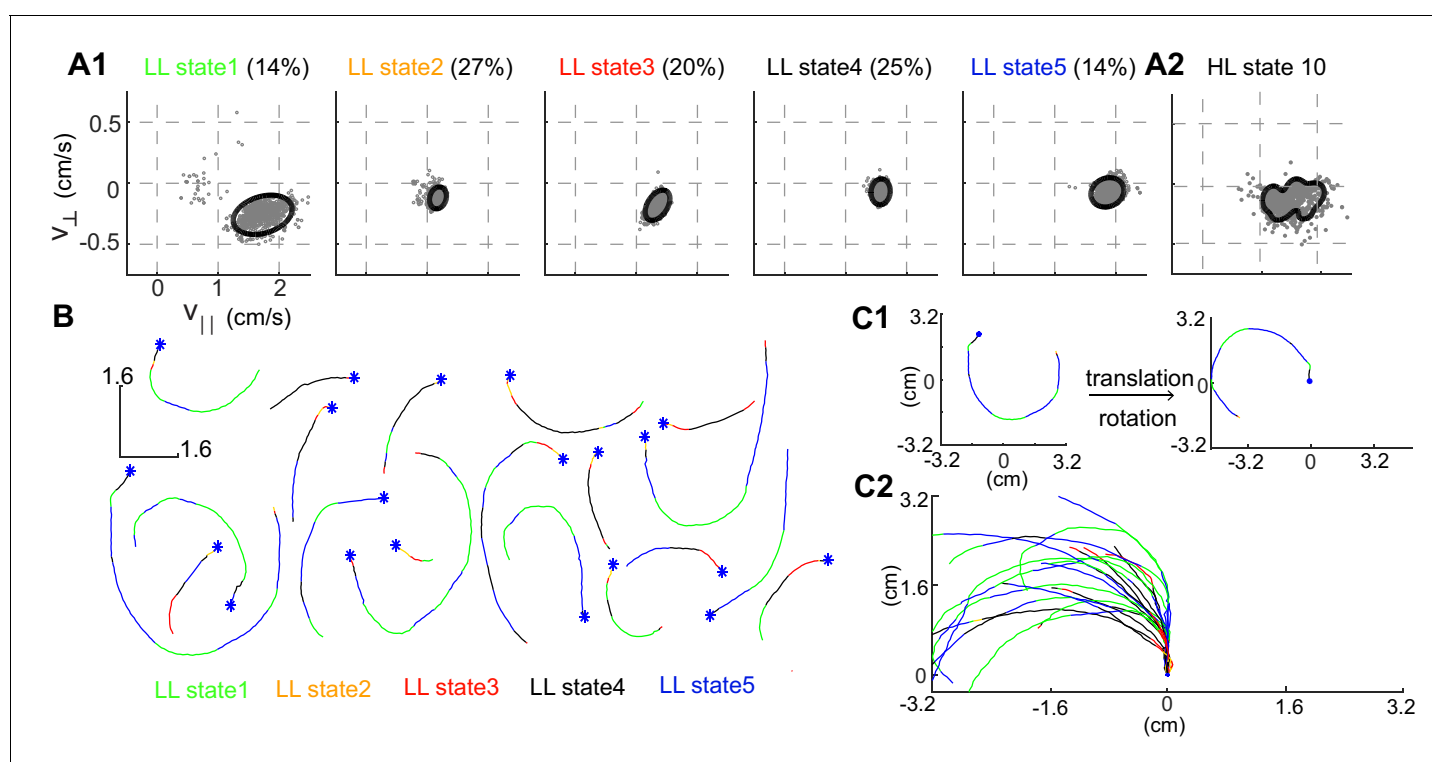 A1 LL state1 (14%) LL state2 (27%) LL state3 (20%) LL state4 (25%) LL state5 (14%) A2 HL state 10
0.5
0
-0.5
V⊥ (cm/s)
0 1 2
V|| (cm/s)
B
1.6
1.6
LL state1 LL state2 LL state3 LL state4 LL state5
C1
3.2
0
-3.2
(cm)
-3.2 0 3.2
(cm)
translation
rotation
3.2
0
-3.2
-3.2 0 3.2
C2
3.2
1.6
0
(cm)
-3.2 -1.6 0 1.6 3.2
(cm)